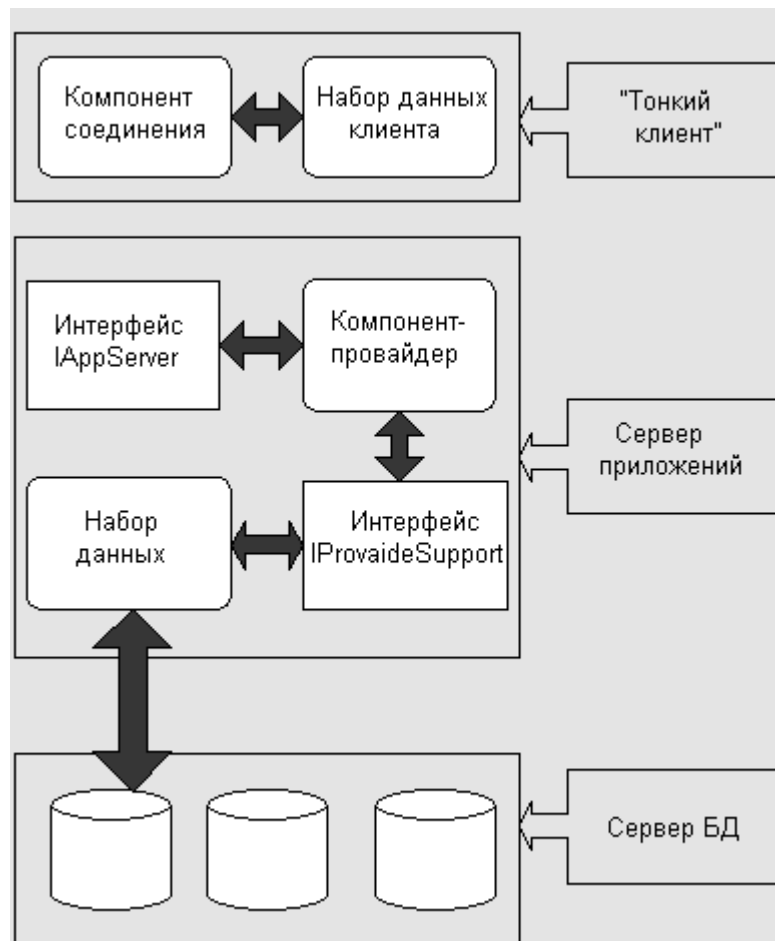 Компонент
соединения
Набор данных
клиента
"Тонкий
клиент"
Интерфейс
IAppServer
Компонент-
провайдер
Сервер
приложений
Набор
данных
Интерфейс
IProvaideSupport
Сервер БД